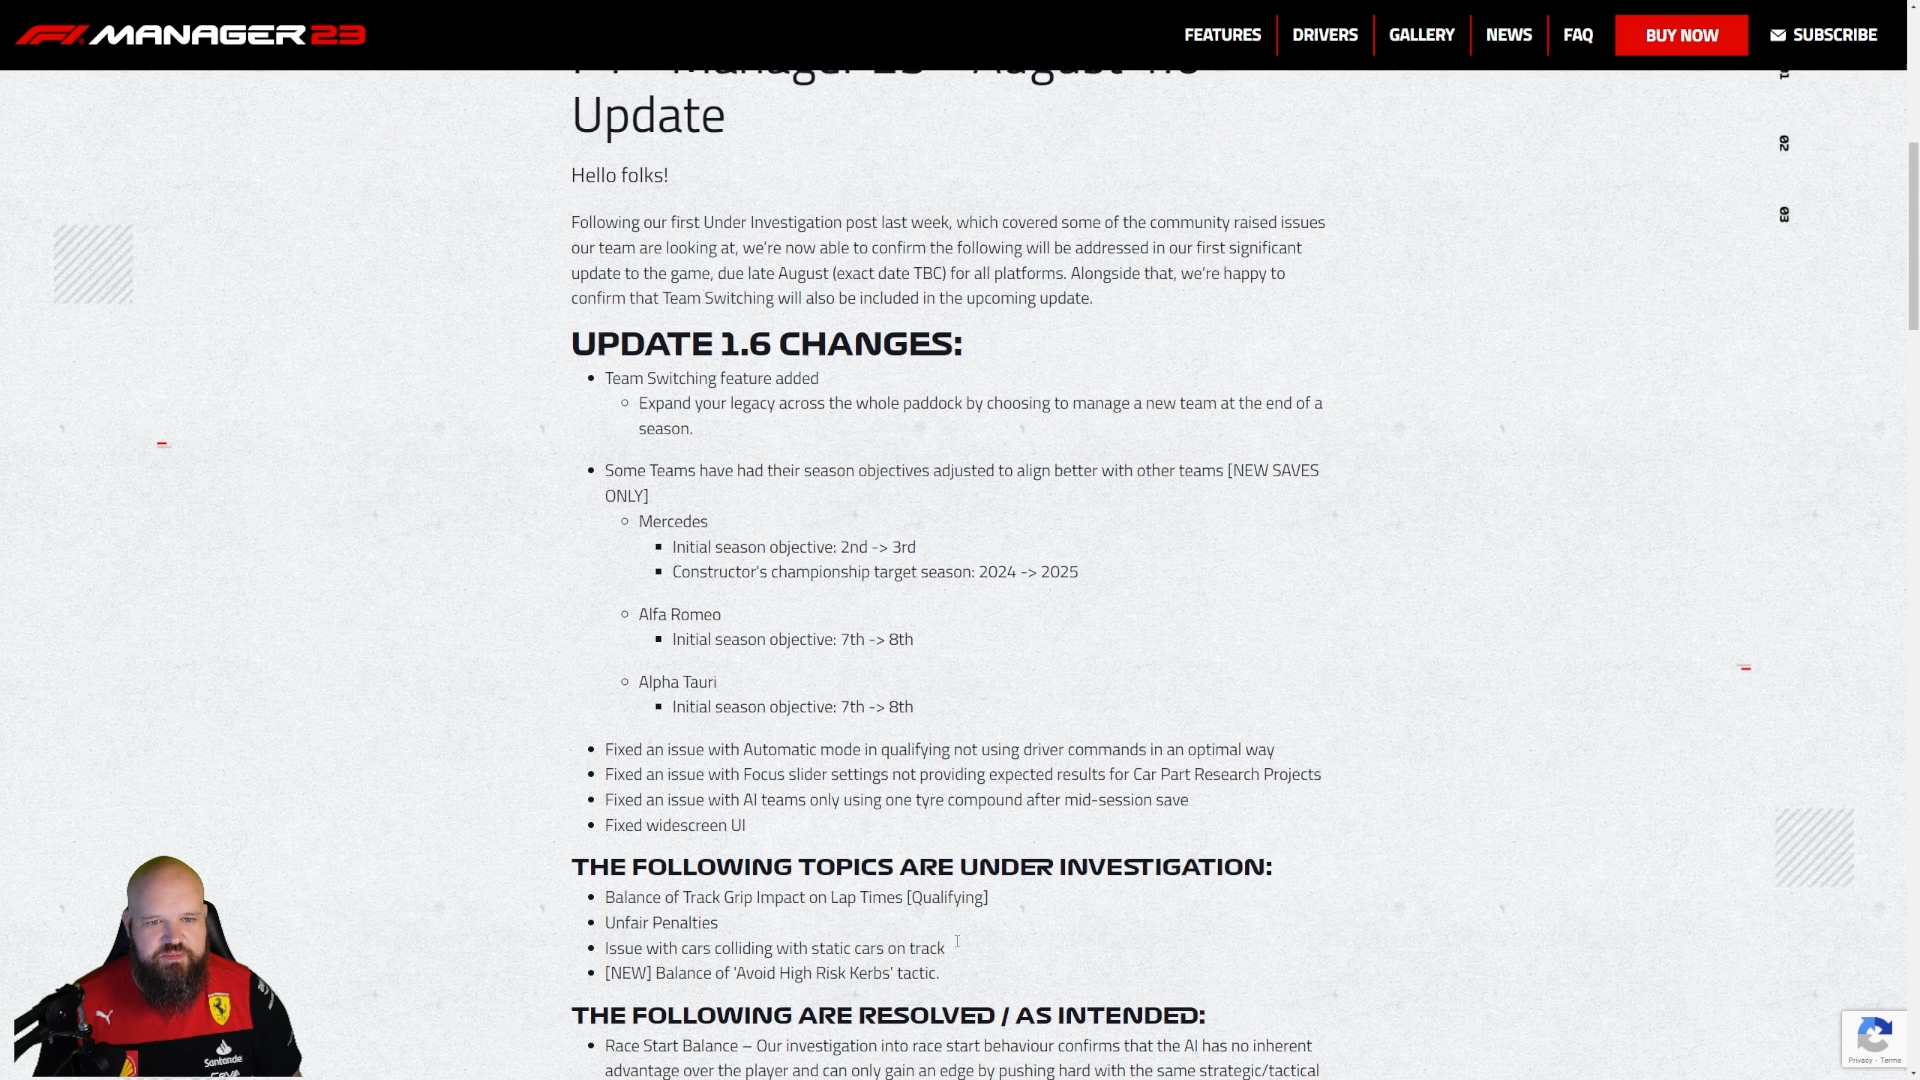 F1 MANAGER 23
FEATURES
DRIVERS
GALLERY
NEWS
FAQ
BUY NOW
SUBSCRIBE
Update
Hello folks!
Following our first Under Investigation post last week, which covered some of the community raised issues
our team are looking at, we're now able to confirm the following will be addressed in our first significant
update to the game, due late August (exact date TBC) for all platforms. Alongside that, we're happy to
confirm that Team Switching will also be included in the upcoming update.
UPDATE 1.6 CHANGES:
• Team Switching feature added
○ Expand your legacy across the whole paddock by choosing to manage a new team at the end of a
season.
• Some Teams have had their season objectives adjusted to align better with other teams [NEW SAVES
ONLY]
○ Mercedes
▪ Initial season objective: 2nd -> 3rd
▪ Constructor's championship target season: 2024 -> 2025
○ Alfa Romeo
▪ Initial season objective: 7th -> 8th
○ Alpha Tauri
▪ Initial season objective: 7th -> 8th
• Fixed an issue with Automatic mode in qualifying not using driver commands in an optimal way
• Fixed an issue with Focus slider settings not providing expected results for Car Part Research Projects
• Fixed an issue with AI teams only using one tyre compound after mid-session save
• Fixed widescreen UI
THE FOLLOWING TOPICS ARE UNDER INVESTIGATION:
• Balance of Track Grip Impact on Lap Times [Qualifying]
• Unfair Penalties
• Issue with cars colliding with static cars on track
• [NEW] Balance of 'Avoid High Risk Kerbs' tactic.
THE FOLLOWING ARE RESOLVED / AS INTENDED:
• Race Start Balance – Our investigation into race start behaviour confirms that the AI has no inherent
advantage over the player and can only gain an edge by pushing hard with the same strategic/tactical
02
03
Santander
Privacy - Terms